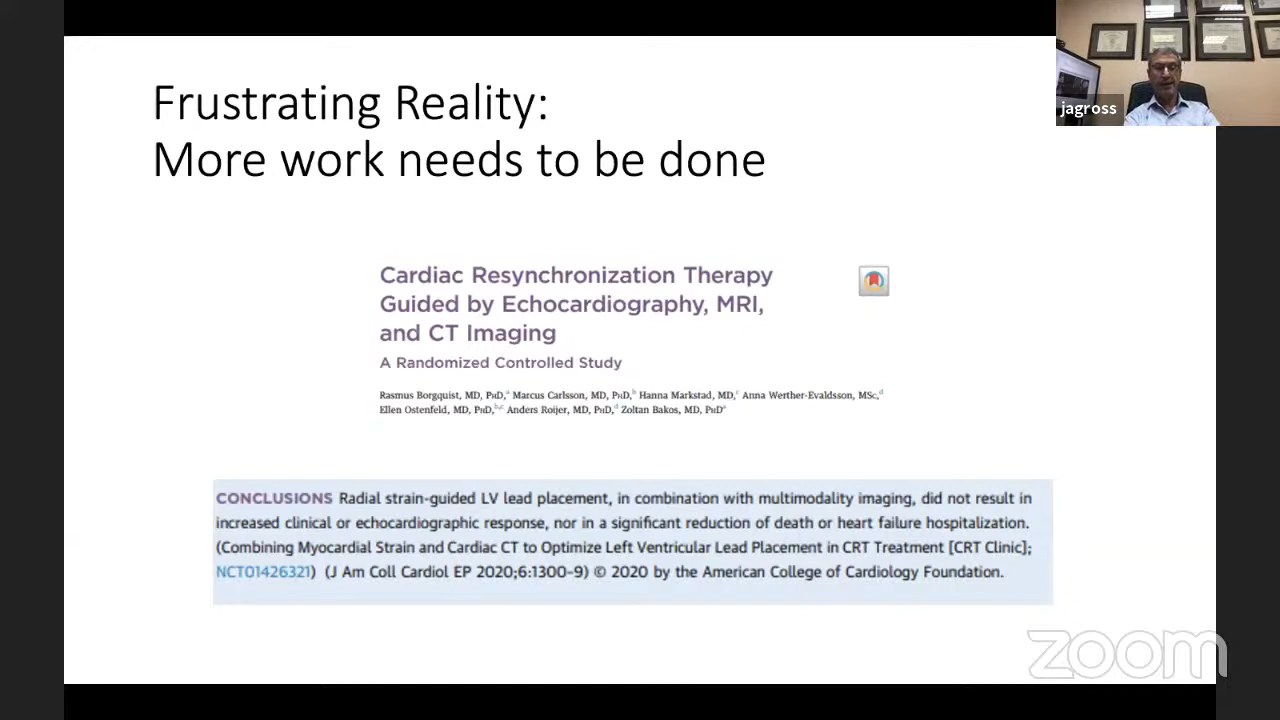 Frustrating Reality:
More work needs to be done
jagross
Cardiac Resynchronization Therapy
Guided by Echocardiography, MRI,
and CT Imaging
A Randomized Controlled Study
Rasmus Borgquist, MD, PhD,a Marcus Carlsson, MD, PhD,b Hanna Markstad, MD,c Anna Werther-Evaldsson, MSc,d
Ellen Ostenfeld, MD, PhD,b,c Anders Roijer, MD, PhD,d Zoltan Bakos, MD, PhDa
CONCLUSIONS Radial strain-guided LV lead placement, in combination with multimodality imaging, did not result in
increased clinical or echocardiographic response, nor in a significant reduction of death or heart failure hospitalization.
(Combining Myocardial Strain and Cardiac CT to Optimize Left Ventricular Lead Placement in CRT Treatment [CRT Clinic];
NCT01426321) (J Am Coll Cardiol EP 2020;6:1300-9) © 2020 by the American College of Cardiology Foundation.
zoom